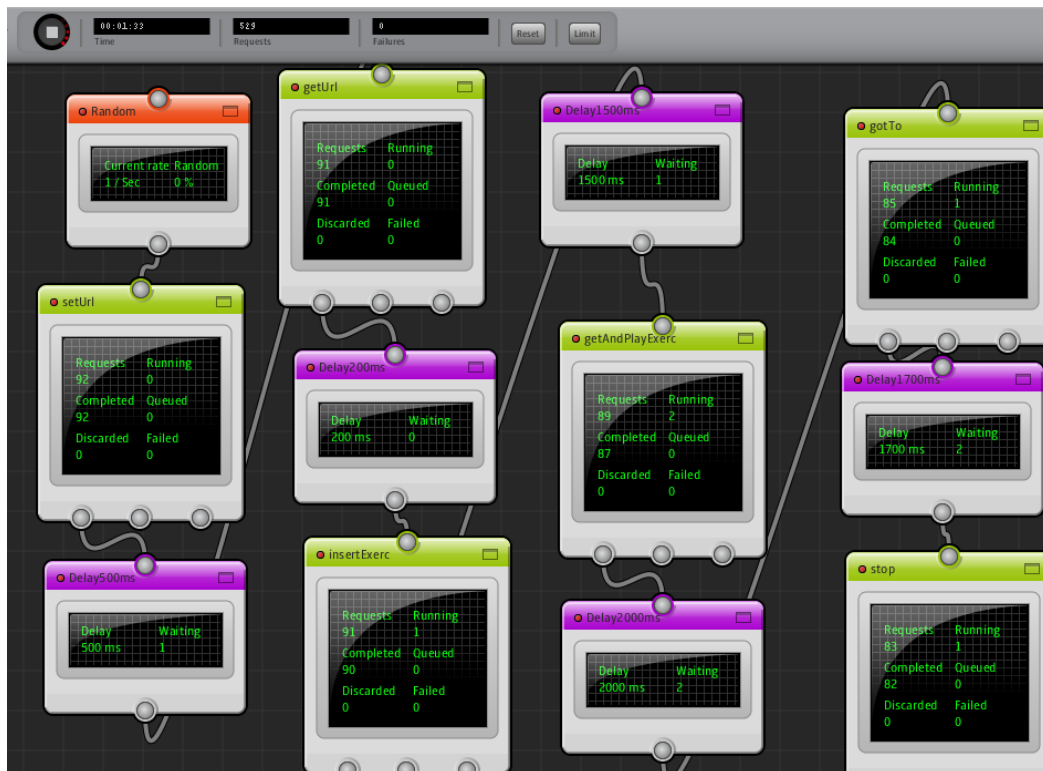 00:01:33
Time
529
Requests
0
Failures
Reset
Limit
Random
Current rate Random
1 / Sec 0 %
setUrl
Requests Running
92 0
Completed Queued
92 0
Discarded Failed
0 0
Delay500ms
Delay Waiting
500 ms 1
getUrl
Requests Running
91 0
Completed Queued
91 0
Discarded Failed
0 0
Delay200ms
Delay Waiting
200 ms 0
insertExerc
Requests Running
91 1
Completed Queued
90 0
Discarded Failed
0 0
Delay1500ms
Delay Waiting
1500 ms 1
getAndPlayExerc
Requests Running
89 2
Completed Queued
87 0
Discarded Failed
0 0
Delay2000ms
Delay Waiting
2000 ms 2
gotTo
Requests Running
85 1
Completed Queued
84 0
Discarded Failed
0 0
Delay1700ms
Delay Waiting
1700 ms 2
stop
Requests Running
83 1
Completed Queued
82 0
Discarded Failed
0 0